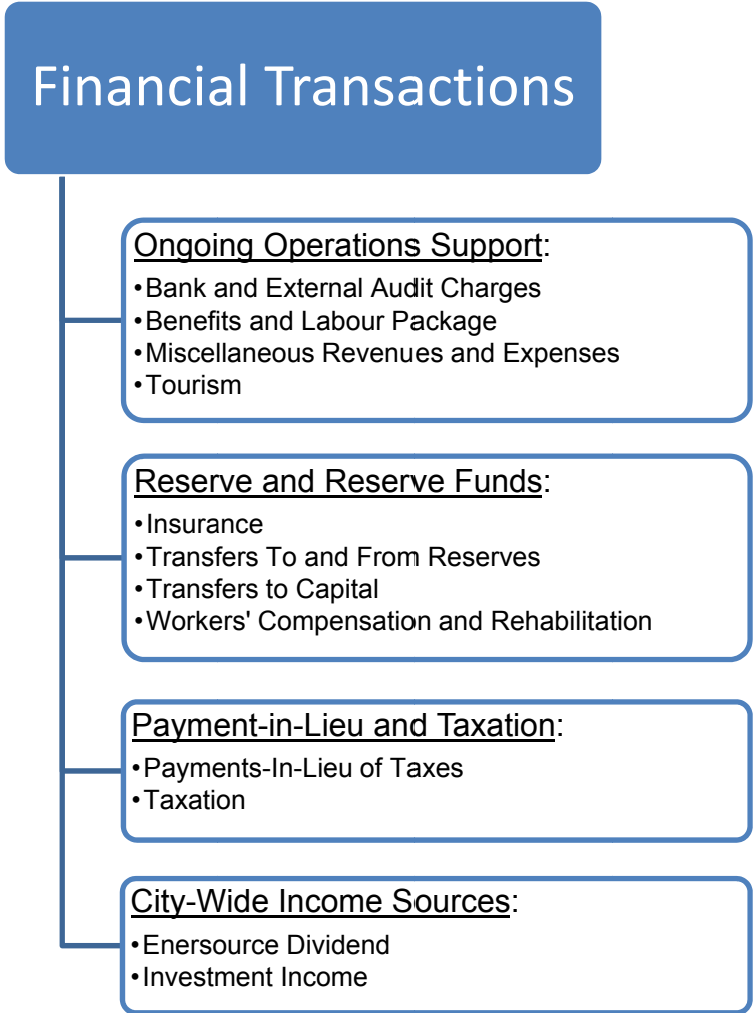 Financial Transactions
Ongoing Operations Support:
•Bank and External Audit Charges
•Benefits and Labour Package
•Miscellaneous Revenues and Expenses
•Tourism
Reserve and Reserve Funds:
•Insurance
•Transfers To and From Reserves
•Transfers to Capital
•Workers' Compensation and Rehabilitation
Payment-in-Lieu and Taxation:
•Payments-In-Lieu of Taxes
•Taxation
City-Wide Income Sources:
•Enersource Dividend
•Investment Income